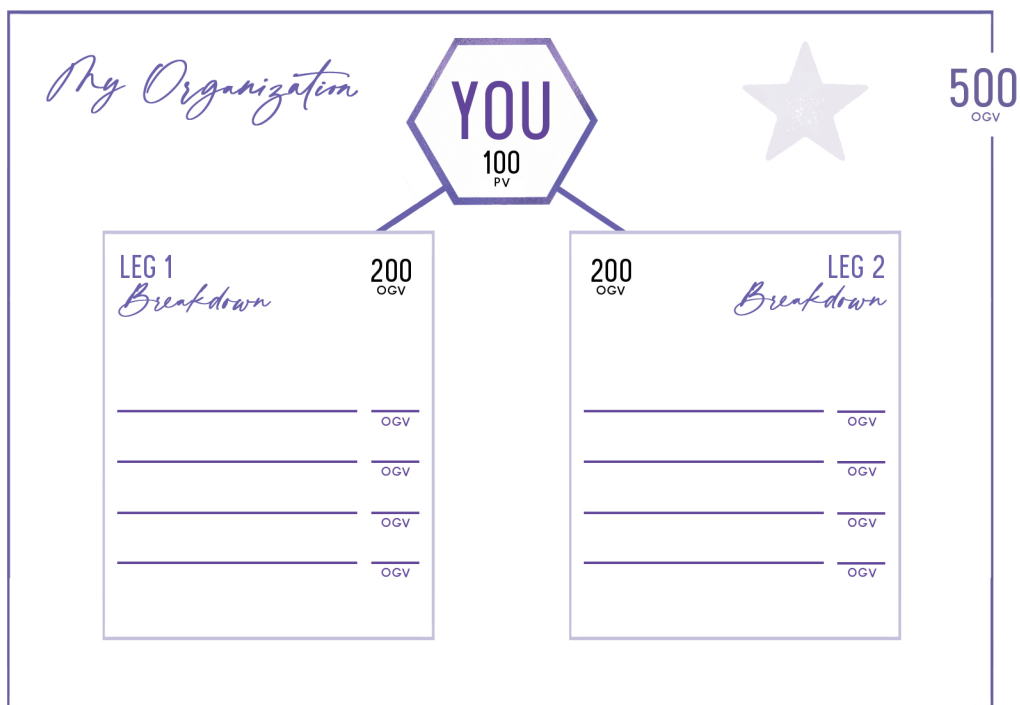 My Organization
YOU
100
PV
500
OGV
LEG 1
Breakdown
200
OGV
OGV
OGV
OGV
OGV
200
OGV
LEG 2
Breakdown
OGV
OGV
OGV
OGV